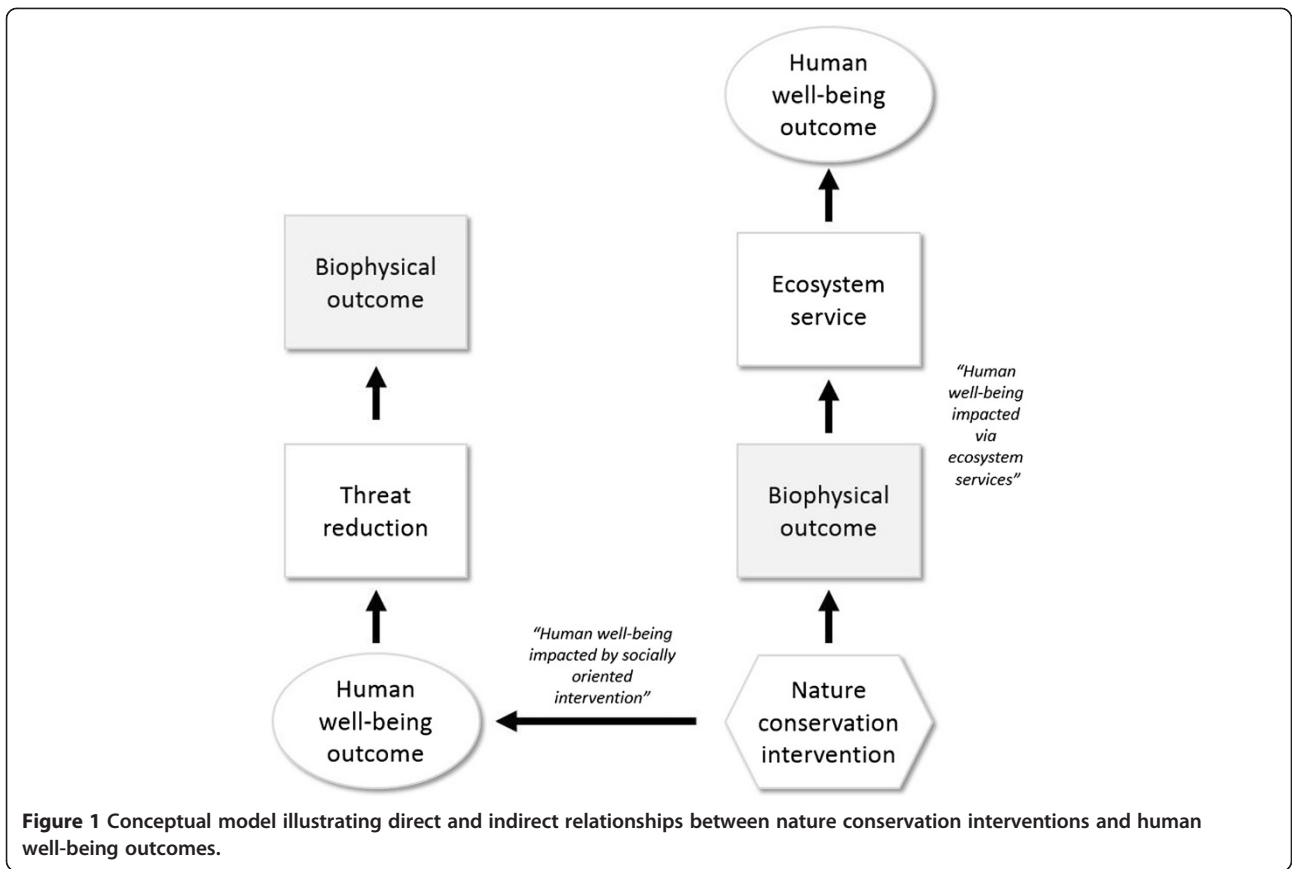 Human
well-being
outcome
Biophysical
outcome
Ecosystem
service
"Human
well-being
impacted
via
ecosystem
services"
Threat
reduction
Biophysical
outcome
"Human well-being
impacted by socially
oriented
intervention"
Human
well-being
outcome
Nature
conservation
intervention
Figure 1 Conceptual model illustrating direct and indirect relationships between nature conservation interventions and human
well-being outcomes.